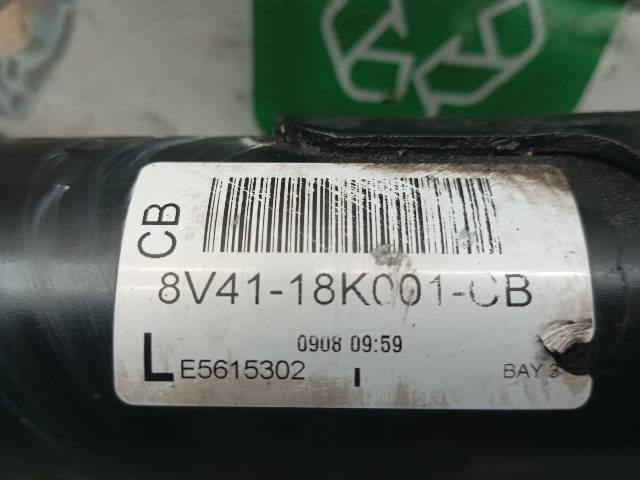 CB
8V41-18K001-CB
0908 09:59
L E5615302 I BAY 3